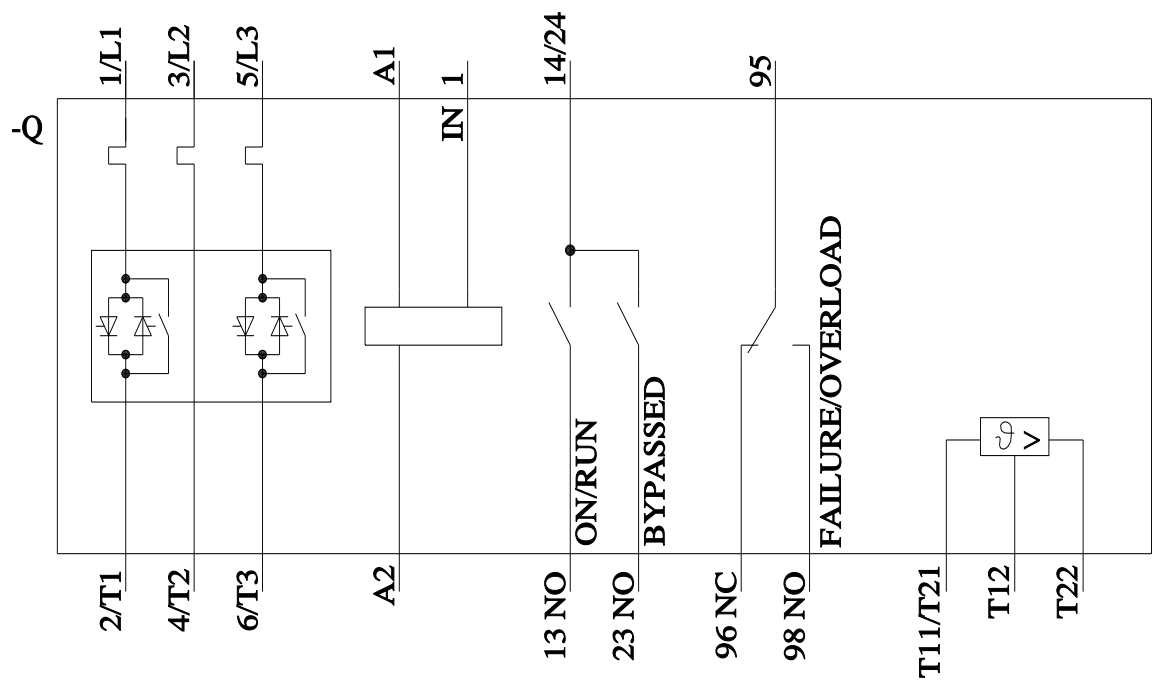 1/L1
3/L2
5/L3
A1
IN 1
14/24
95
-Q
ON/RUN
BYPASSED
FAILURE/OVERLOAD
ϑ >
2/T1
4/T2
6/T3
A2
13 NO
23 NO
96 NC
98 NO
T11/T21
T12
T22